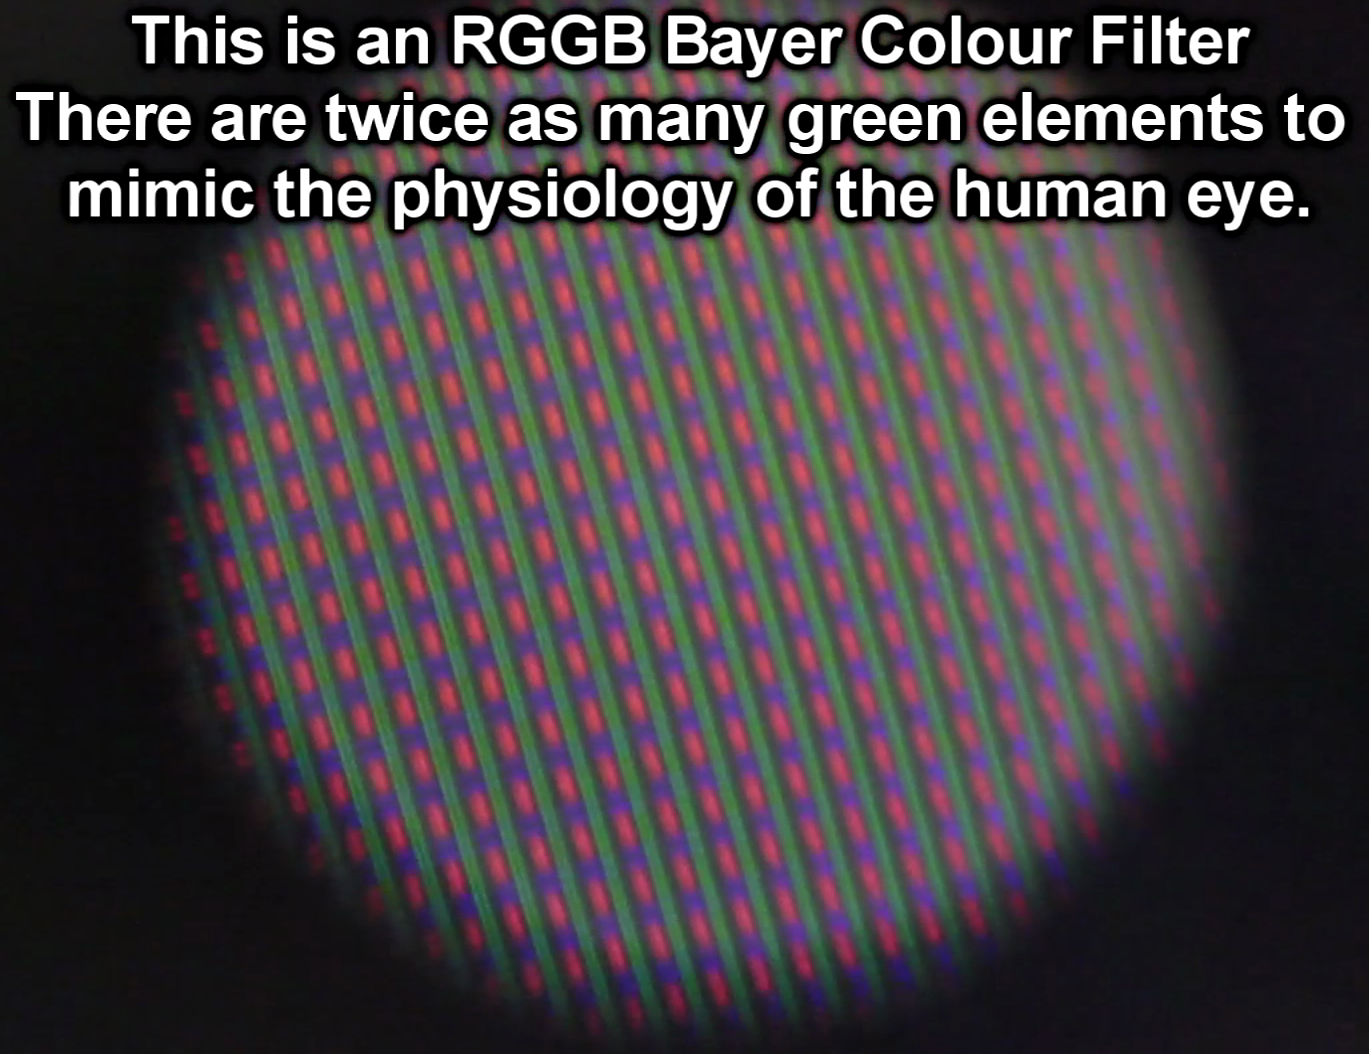 This is an RGGB Bayer Colour Filter
There are twice as many green elements to
mimic the physiology of the human eye.